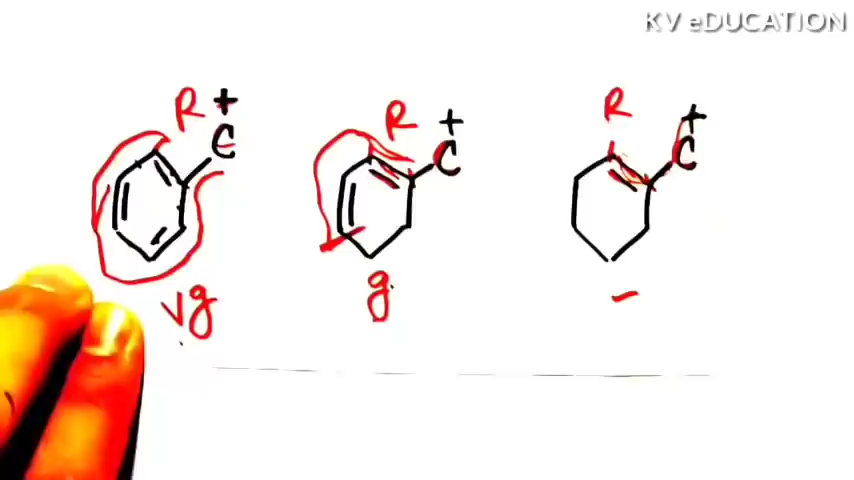 KV eDUCATION
R + C
R + C
R + C
vg g –